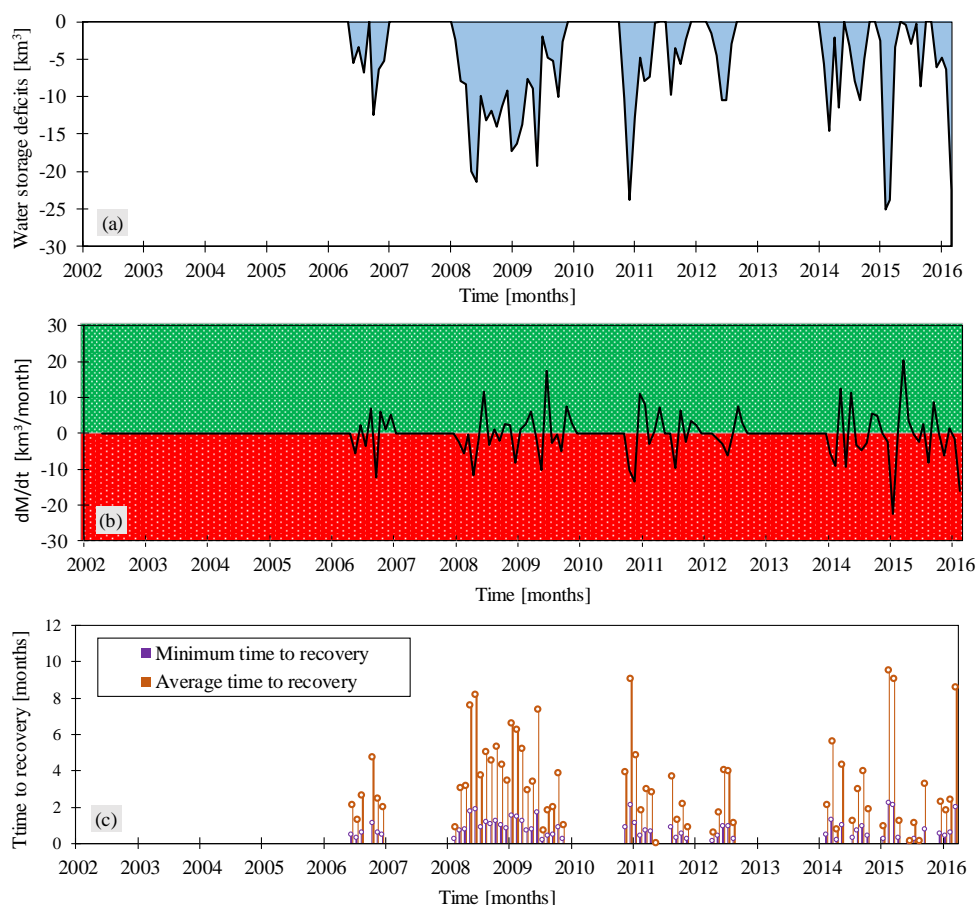 Water storage deficits [km³]
0
-5
-10
-15
-20
-25
-30
(a)
2002 2003 2004 2005 2006 2007 2008 2009 2010 2011 2012 2013 2014 2015 2016
Time [months]
dM/dt [km³/month]
30
20
10
0
-10
-20
-30
(b)
2002 2003 2004 2005 2006 2007 2008 2009 2010 2011 2012 2013 2014 2015 2016
Time [months]
Ttime to recovery [months]
12
10
8
6
4
2
0
Minimum time to recovery
Average time to recovery
(c)
2002 2003 2004 2005 2006 2007 2008 2009 2010 2011 2012 2013 2014 2015 2016
Time [months]